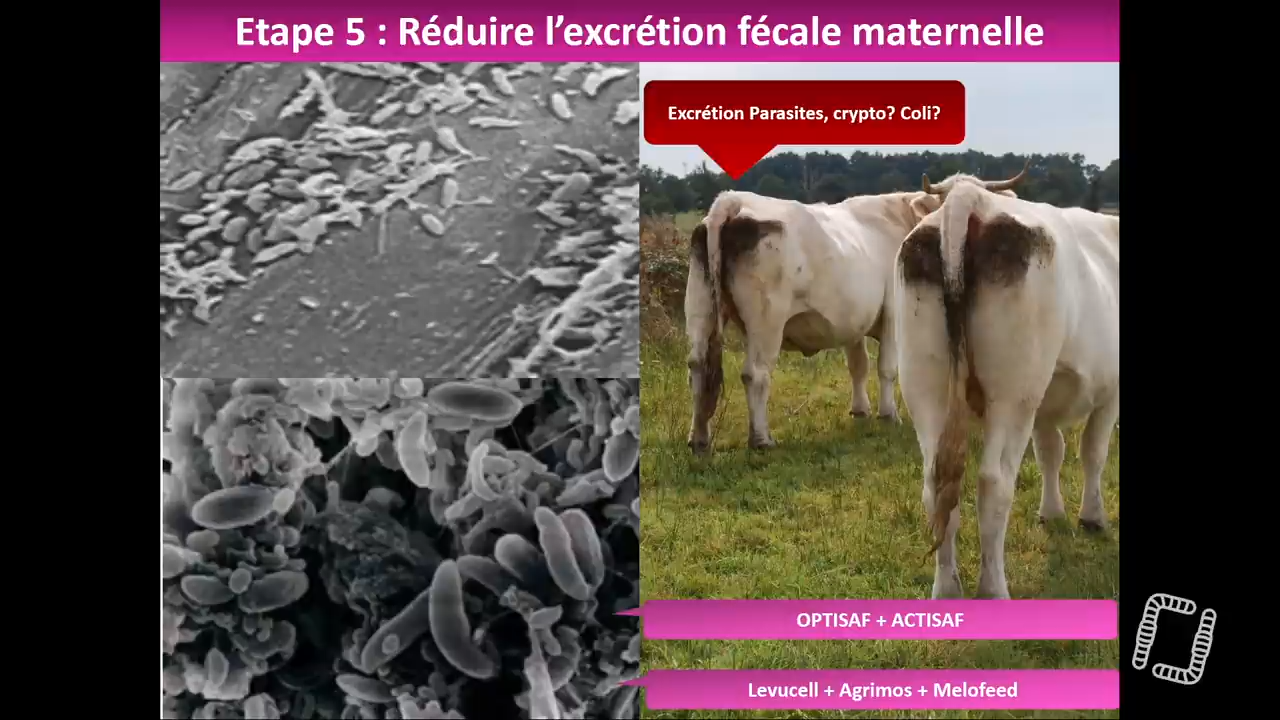 Etape 5 : Réduire l’excrétion fécale maternelle
Excrétion Parasites, crypto? Coli?
OPTISAF + ACTISAF
Levucell + Agrimos + Melofeed